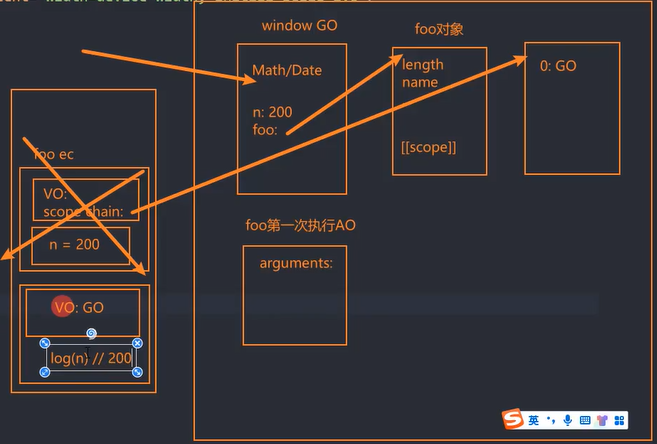 window GO
foo对象
Math/Date
n: 200
foo:
length
name
[[scope]]
0: GO
foo ec
VO:
scope chain:
n = 200
VO: GO
log(n) // 200
foo第一次执行AO
arguments:
英